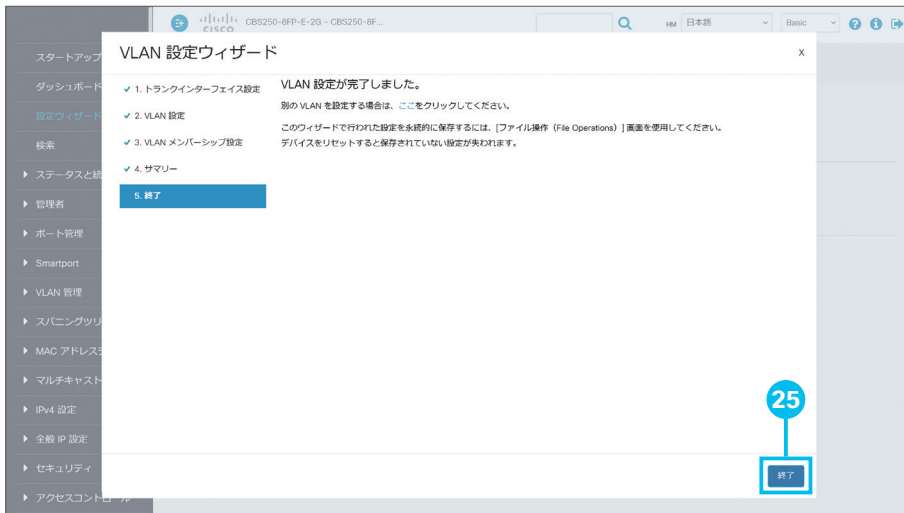 CISCO
CBS250-8FP-E-2G - CBS250-8F...
HM
日本語
Basic
スタートアップ
ダッシュボード
設定ウィザード
検索
ステータスと統
管理者
ポート管理
Smartport
VLAN 管理
スパニングツリ
MAC アドレステ
マルチキャスト
IPv4 設定
全般 IP 設定
セキュリティ
アクセスコントロール
VLAN 設定ウィザード
X
1. トランクインターフェイス設定
2. VLAN 設定
3. VLAN メンバーシップ設定
4. サマリー
5. 終了
VLAN 設定が完了しました。
別の VLAN を設定する場合は、ここをクリックしてください。
このウィザードで行われた設定を永続的に保存するには、[ファイル操作（File Operations）] 画面を使用してください。
デバイスをリセットすると保存されていない設定が失われます。
25
終了